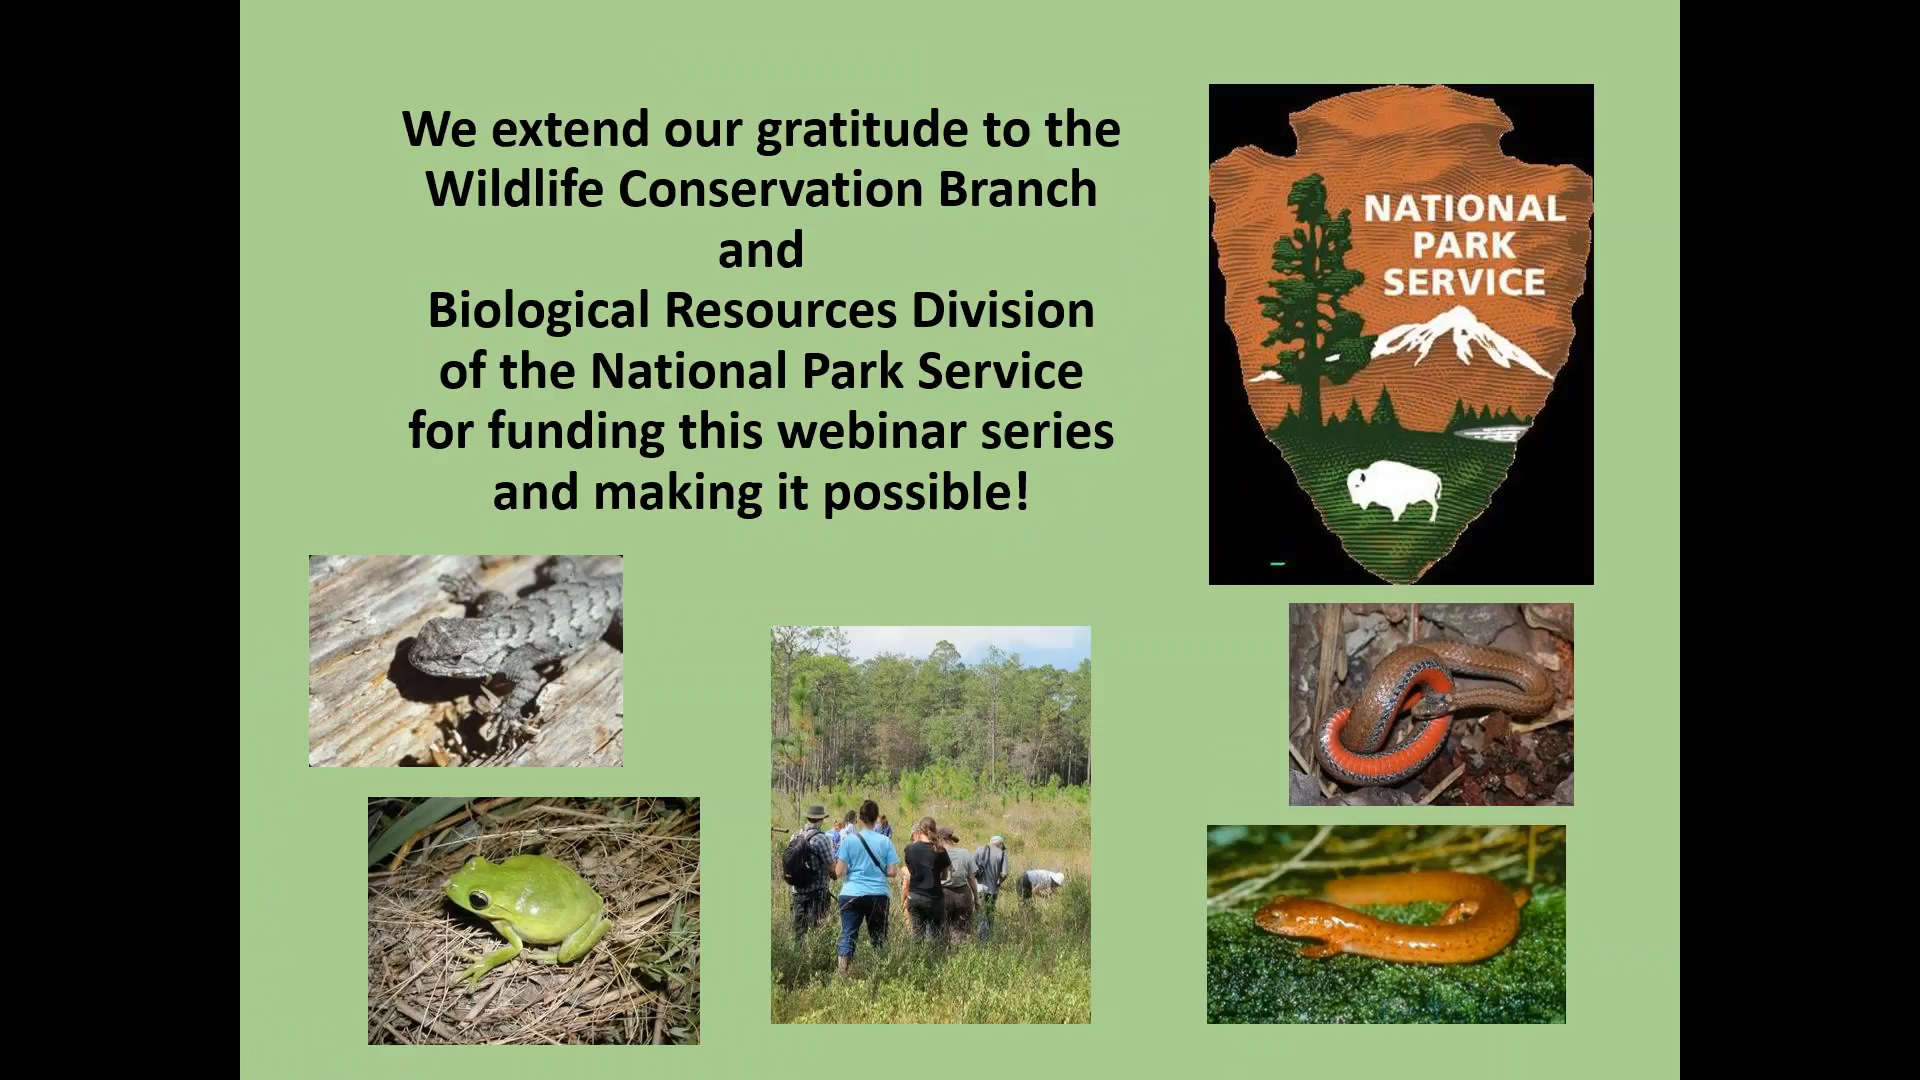 We extend our gratitude to the
Wildlife Conservation Branch
and
Biological Resources Division
of the National Park Service
for funding this webinar series
and making it possible!
NATIONAL
PARK
SERVICE